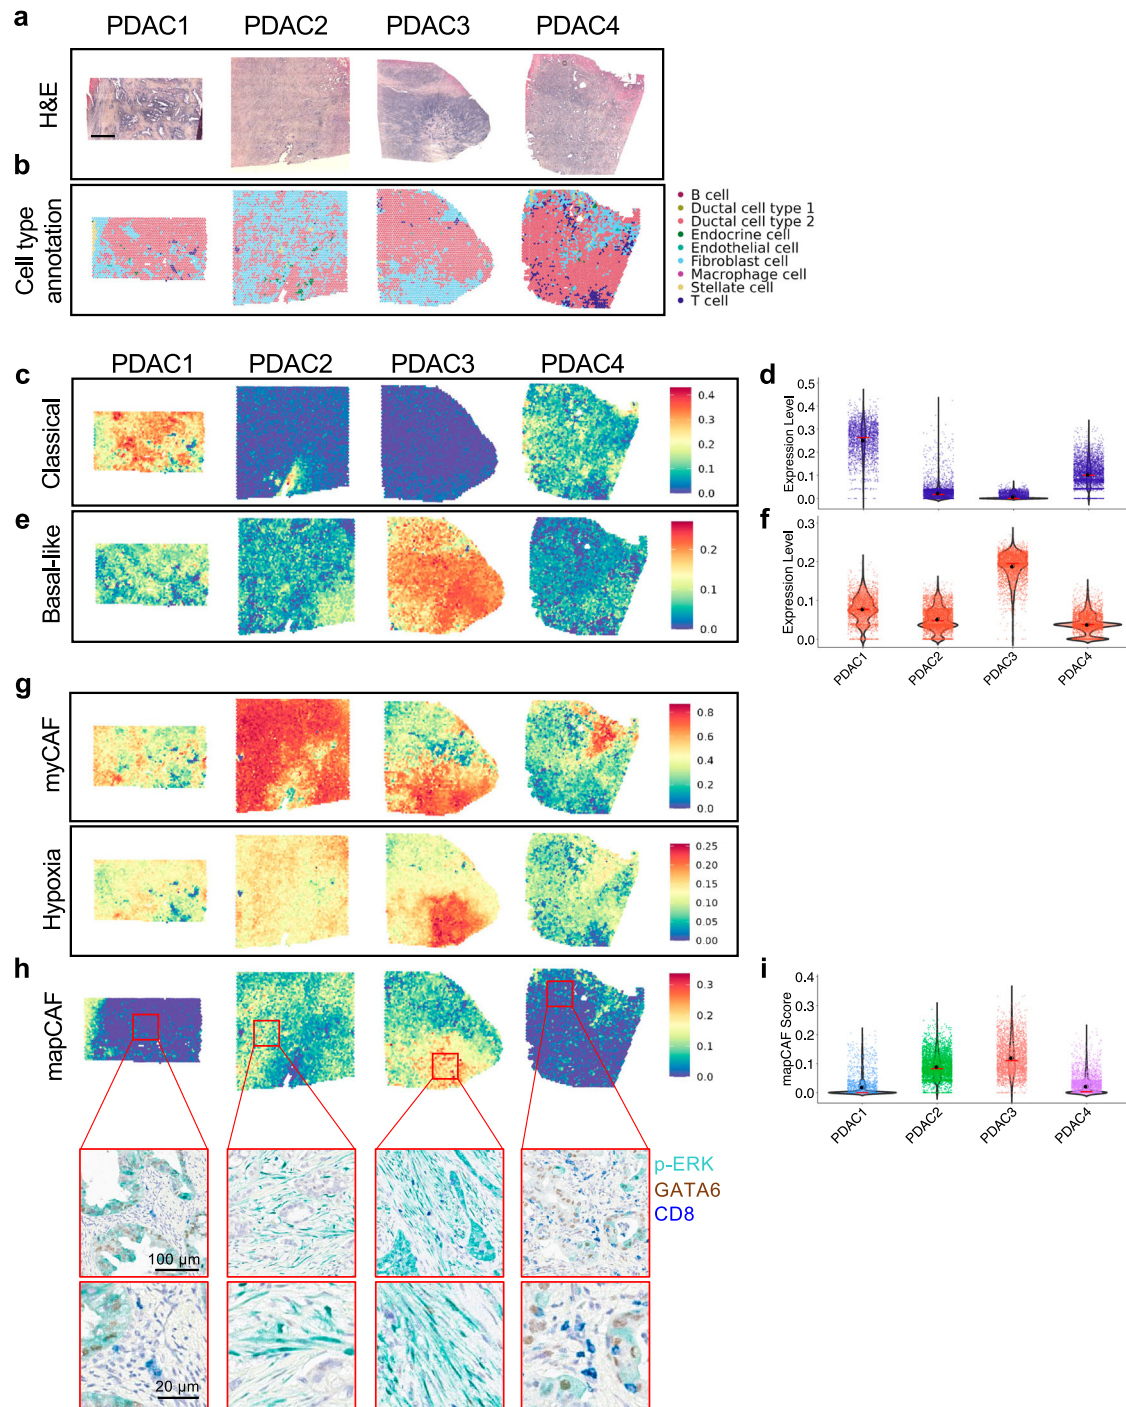 a
PDAC1 PDAC2 PDAC3 PDAC4
H&E
b
Cell type
annotation
B cell
Ductal cell type 1
Ductal cell type 2
Endocrine cell
Endothelial cell
Fibroblast cell
Macrophage cell
Stellate cell
T cell
PDAC1 PDAC2 PDAC3 PDAC4
c
Classical
0.4
0.3
0.2
0.1
0.0
d
Expression Level
0.5
0.4
0.3
0.2
0.1
0.0
e
Basal-like
0.2
0.1
0.0
f
Expression Level
0.3
0.2
0.1
0.0
PDAC1 PDAC2 PDAC3 PDAC4
g
myCAF
0.8
0.6
0.4
0.2
0.0
Hypoxia
0.25
0.20
0.15
0.10
0.05
0.00
h
mapCAF
0.3
0.2
0.1
0.0
i
mapCAF Score
0.4
0.3
0.2
0.1
0.0
PDAC1 PDAC2 PDAC3 PDAC4
p-ERK
GATA6
CD8
100 µm
20 µm